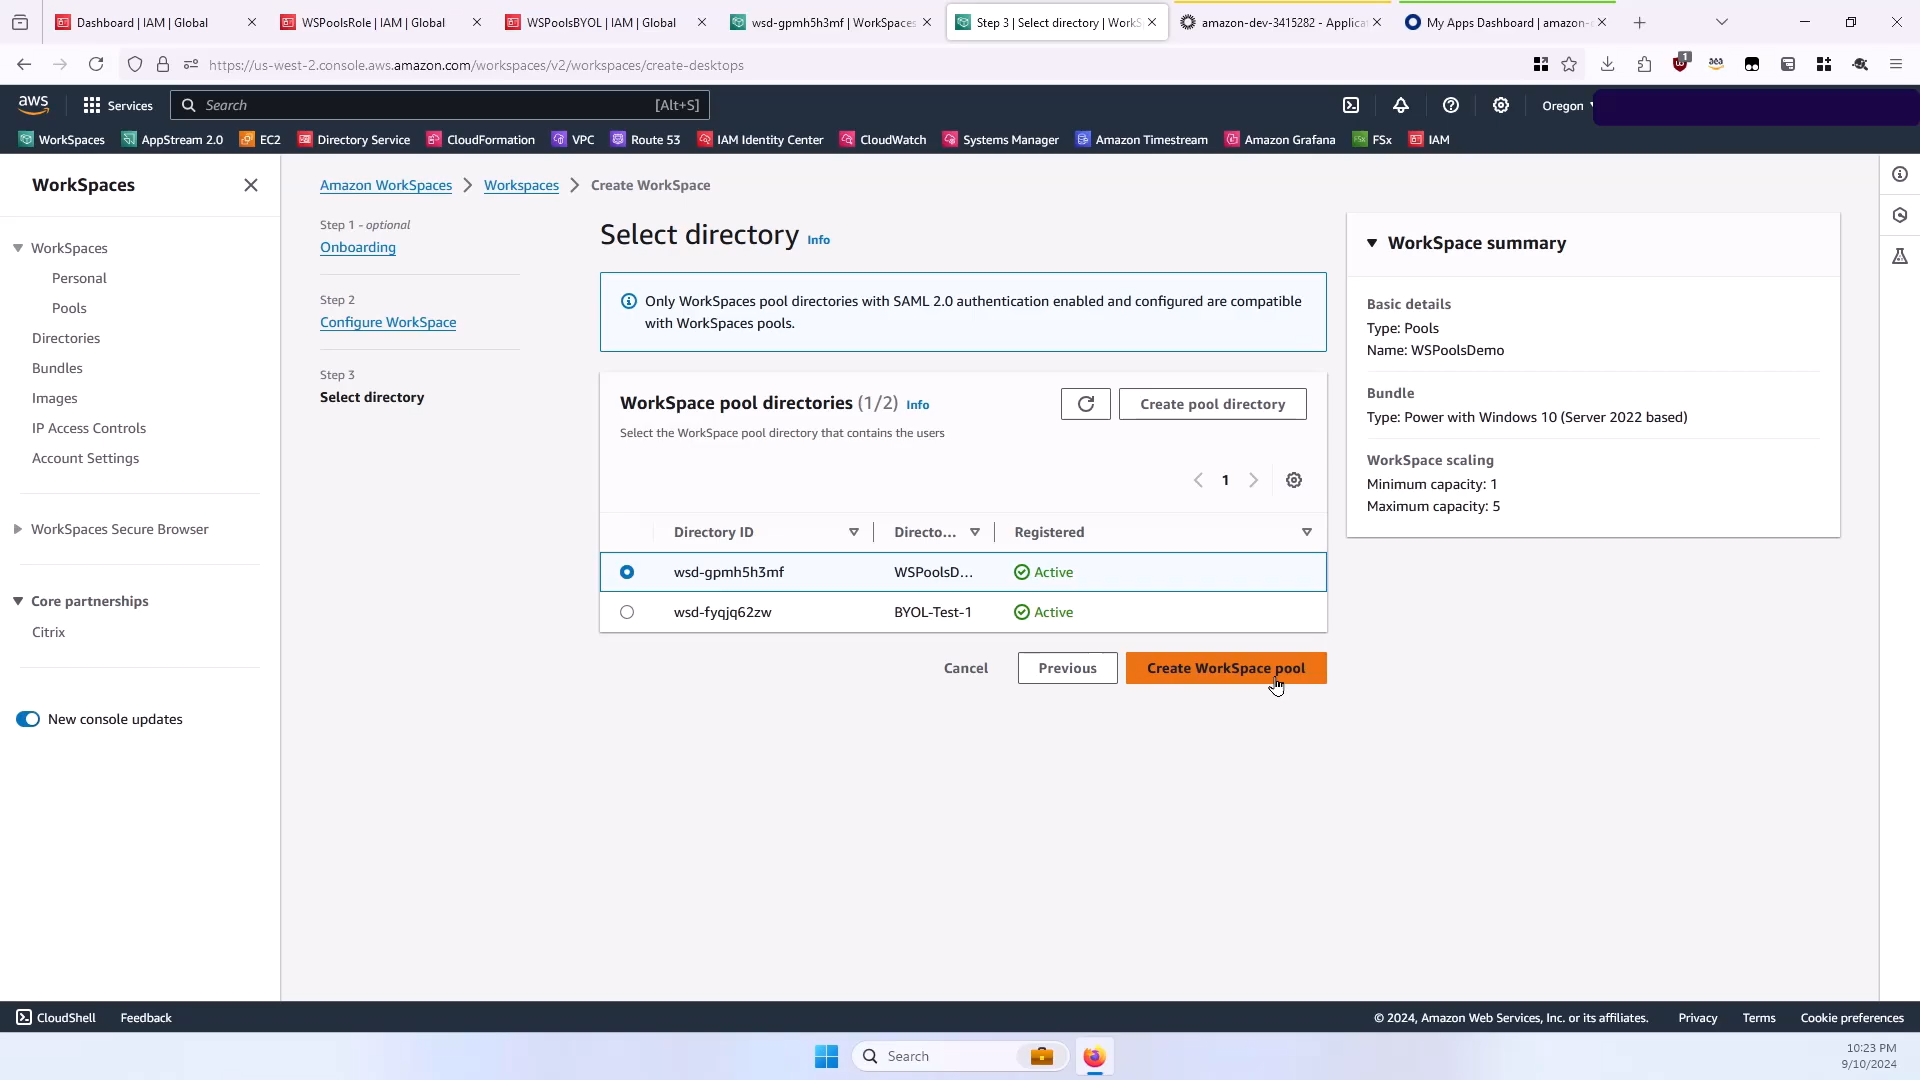 Dashboard | IAM | Global
WSPoolsRole | IAM | Global
WSPoolsBYOL | IAM | Global
wsd-gpmh5h3mf | WorkSpaces
Step 3 | Select directory | WorkS
amazon-dev-3415282 - Applica
My Apps Dashboard | amazon-
https://us-west-2.console.aws.amazon.com/workspaces/v2/workspaces/create-desktops
1
aws
Services
Search
[Alt+S]
Oregon
WorkSpaces
AppStream 2.0
EC2
Directory Service
CloudFormation
VPC
Route 53
IAM Identity Center
CloudWatch
Systems Manager
Amazon Timestream
Amazon Grafana
FSx
IAM
WorkSpaces
WorkSpaces
Personal
Pools
Directories
Bundles
Images
IP Access Controls
Account Settings
WorkSpaces Secure Browser
Core partnerships
Citrix
New console updates
Amazon WorkSpaces
Workspaces
Create WorkSpace
Step 1 - optional
Onboarding
Step 2
Configure WorkSpace
Step 3
Select directory
Select directory Info
Only WorkSpaces pool directories with SAML 2.0 authentication enabled and configured are compatible
with WorkSpaces pools.
WorkSpace pool directories (1/2) Info
Select the WorkSpace pool directory that contains the users
Create pool directory
1
Directory ID
Directo...
Registered
wsd-gpmh5h3mf
WSPoolsD...
Active
wsd-fyqjq62zw
BYOL-Test-1
Active
Cancel
Previous
Create WorkSpace pool
WorkSpace summary
Basic details
Type: Pools
Name: WSPoolsDemo
Bundle
Type: Power with Windows 10 (Server 2022 based)
WorkSpace scaling
Minimum capacity: 1
Maximum capacity: 5
CloudShell
Feedback
© 2024, Amazon Web Services, Inc. or its affiliates.
Privacy
Terms
Cookie preferences
Search
10:23 PM
9/10/2024